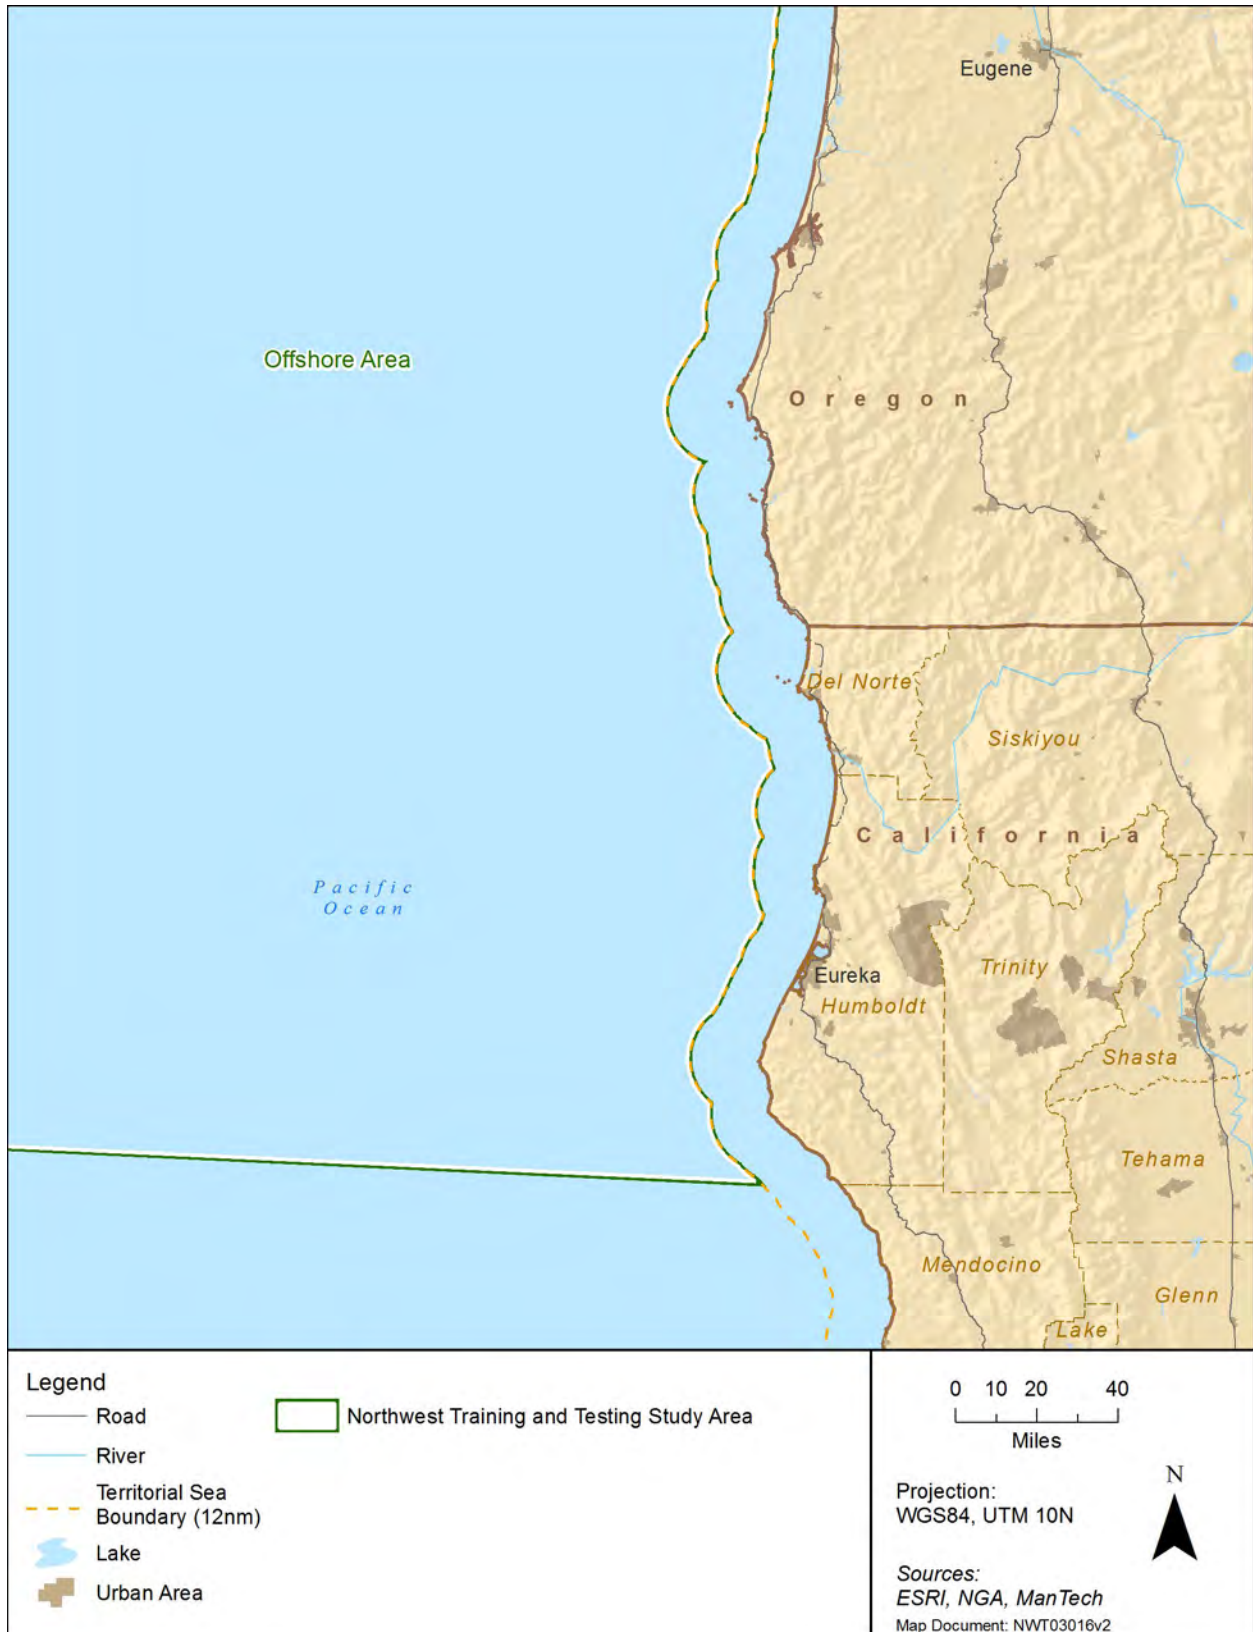 Eugene
Offshore Area
Oregon
Del Norte
Siskiyou
California
Pacific
Ocean
Eureka
Trinity
Humboldt
Shasta
Tehama
Mendocino
Glenn
Lake
Legend
Road
River
Territorial Sea
Boundary (12nm)
Lake
Urban Area
Northwest Training and Testing Study Area
0 10 20 40
Miles
N
Projection:
WGS84, UTM 10N
Sources:
ESRI, NGA, ManTech
Map Document: NWT03016v2